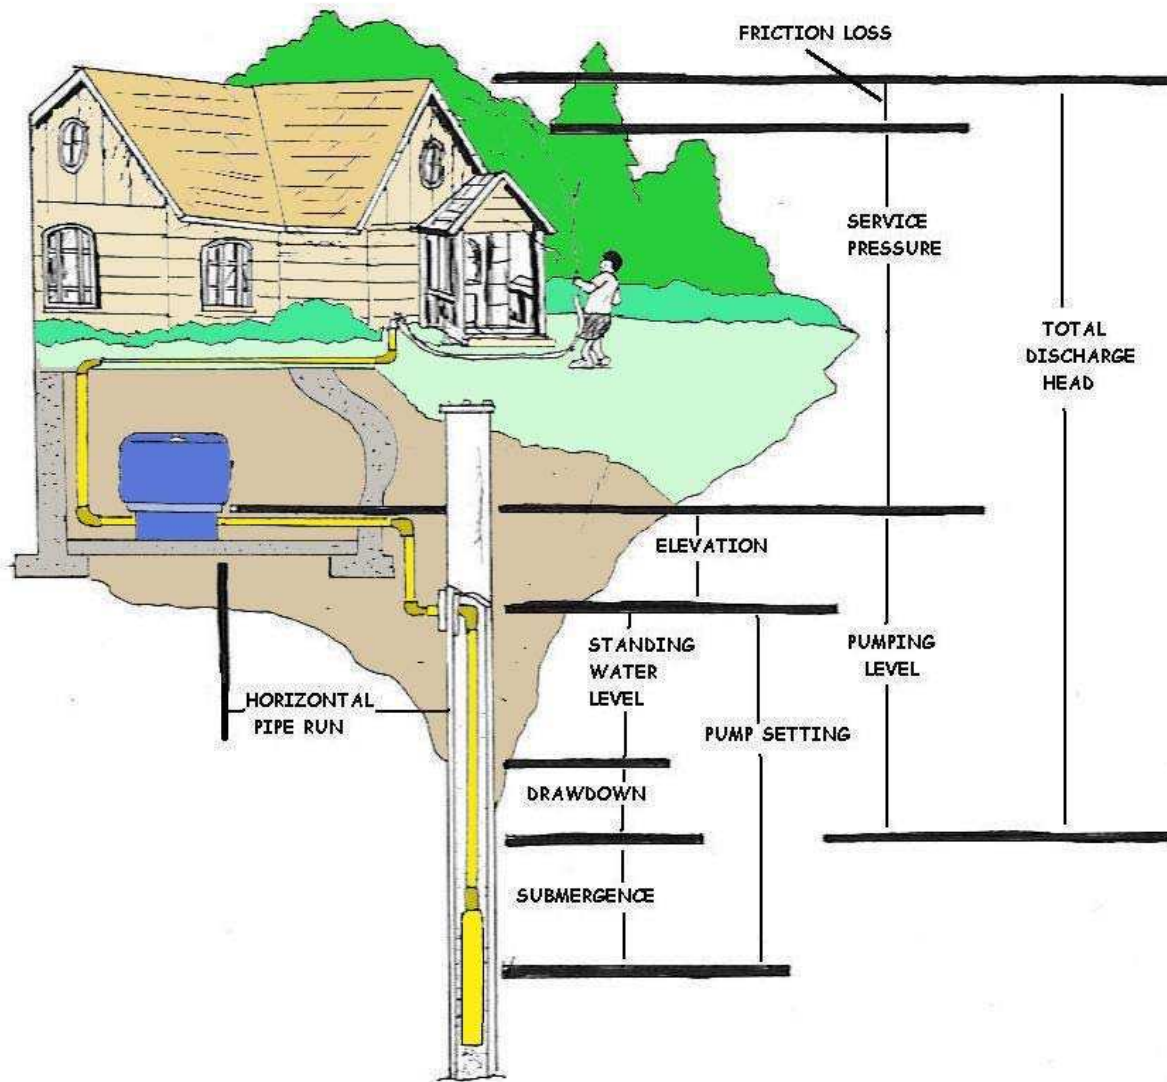 FRICTION LOSS
SERVICE
PRESSURE
TOTAL
DISCHARGE
HEAD
ELEVATION
STANDING
WATER
LEVEL
PUMPING
LEVEL
HORIZONTAL
PIPE RUN
PUMP SETTING
DRAWDOWN
SUBMERGENCE